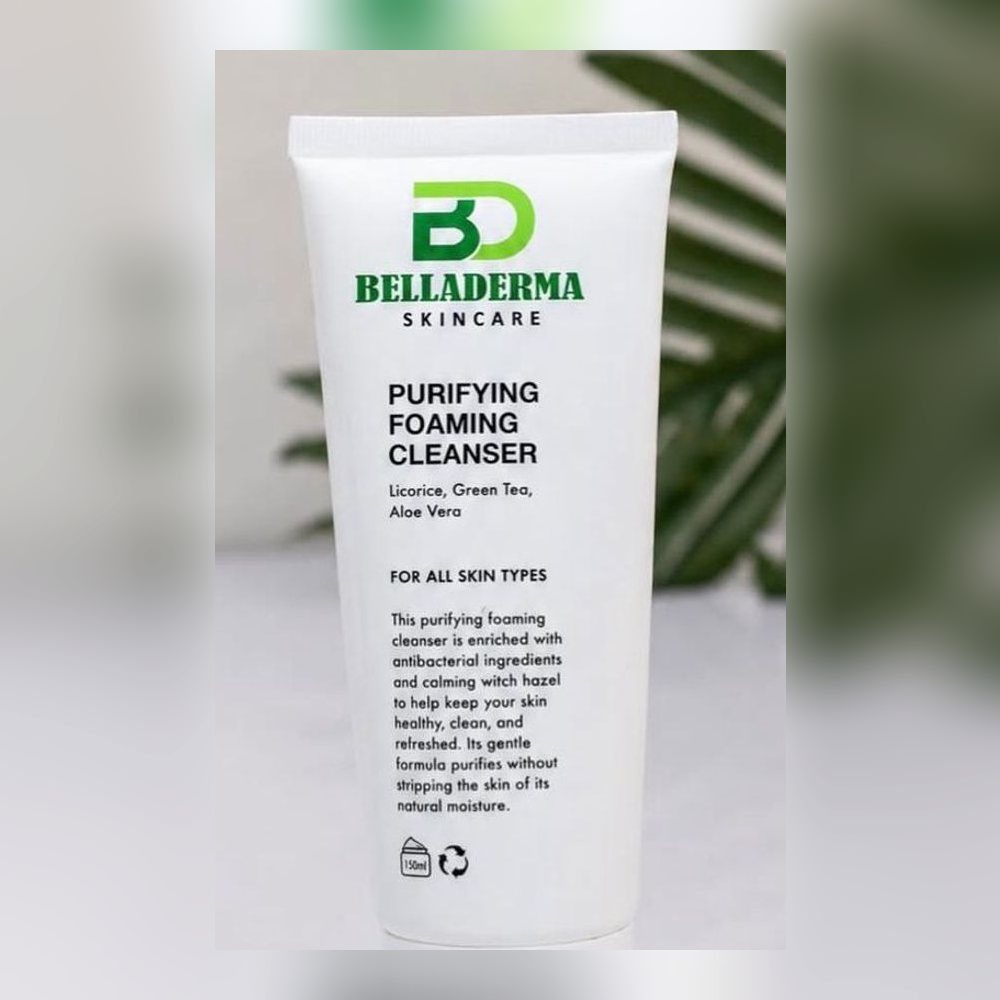 BD
BELLADERMA
SKINCARE
PURIFYING
FOAMING
CLEANSER
Licorice, Green Tea,
Aloe Vera
FOR ALL SKIN TYPES
This purifying foaming
cleanser is enriched with
antibacterial ingredients
and calming witch hazel
to help keep your skin
healthy, clean, and
refreshed. Its gentle
formula purifies without
stripping the skin of its
natural moisture.
150ml